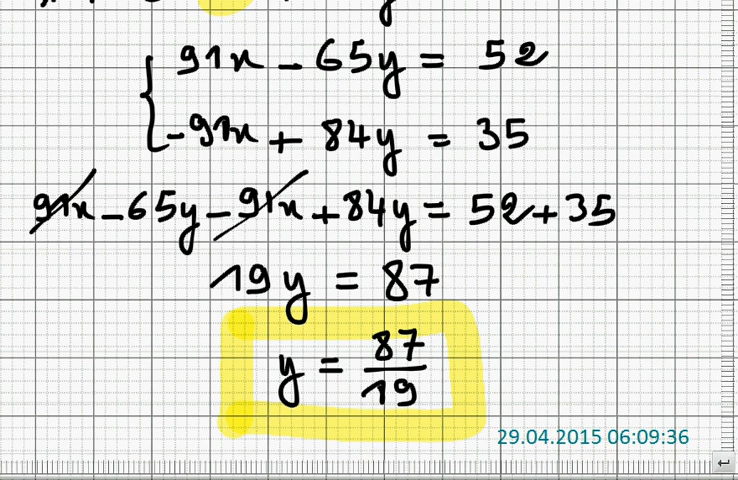 91x - 65y = 52
-91x + 84y = 35
91x - 65y - 91x + 84y = 52 + 35
19y = 87
y = 87/19
29.04.2015 06:09:36